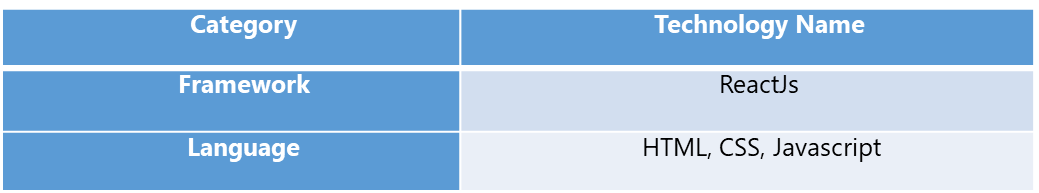 Category Technology Name
Framework ReactJs
Language HTML, CSS, Javascript